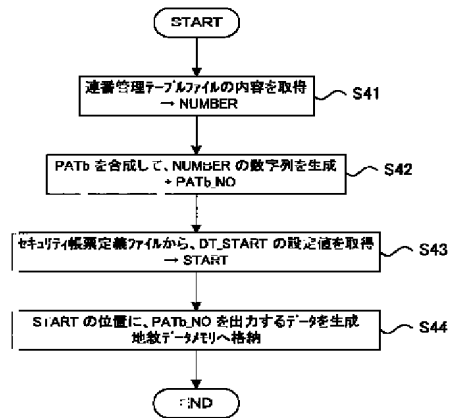 START
連番管理テーブルファイルの内容を取得
→ NUMBER
S41
PATb を合成して、NUMBER の数字列を生成
→ PATb_NO
S42
セキュリティ帳票定義ファイルから、DT_START の設定値を取得
→ START
S43
START の位置に、PATb_NO を出力するデータを生成
地紋データメモリへ格納
S44
END